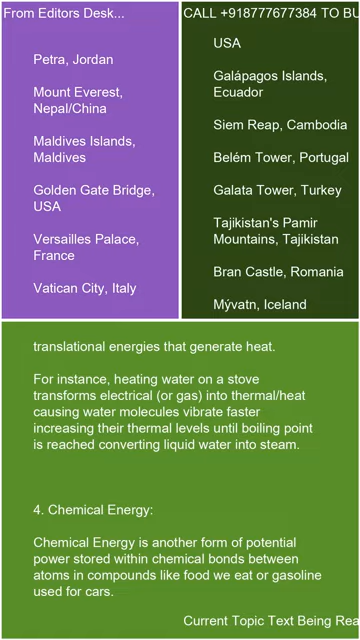 From Editors Desk...
Petra, Jordan
Mount Everest,
Nepal/China
Maldives Islands,
Maldives
Golden Gate Bridge,
USA
Versailles Palace,
France
Vatican City, Italy
CALL +918777677384 TO BU
USA
Galápagos Islands,
Ecuador
Siem Reap, Cambodia
Belém Tower, Portugal
Galata Tower, Turkey
Tajikistan's Pamir
Mountains, Tajikistan
Bran Castle, Romania
Mývatn, Iceland
translational energies that generate heat.
For instance, heating water on a stove
transforms electrical (or gas) into thermal/heat
causing water molecules vibrate faster
increasing their thermal levels until boiling point
is reached converting liquid water into steam.
4. Chemical Energy:
Chemical Energy is another form of potential
power stored within chemical bonds between
atoms in compounds like food we eat or gasoline
used for cars.
Current Topic Text Being Rea